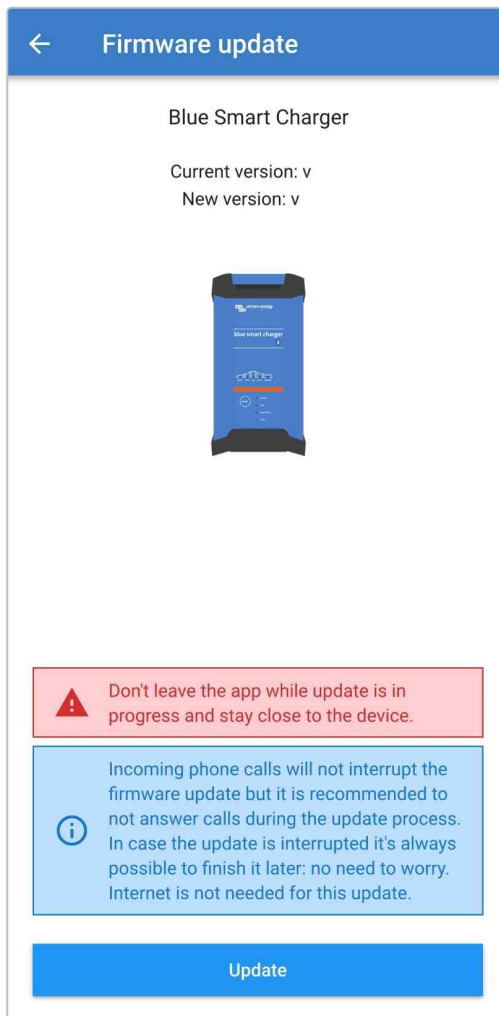 Firmware update
Blue Smart Charger
Current version: v
New version: v
victron energy
blue smart charger
Don't leave the app while update is in
progress and stay close to the device.
Incoming phone calls will not interrupt the
firmware update but it is recommended to
not answer calls during the update process.
In case the update is interrupted it's always
possible to finish it later: no need to worry.
Internet is not needed for this update.
Update